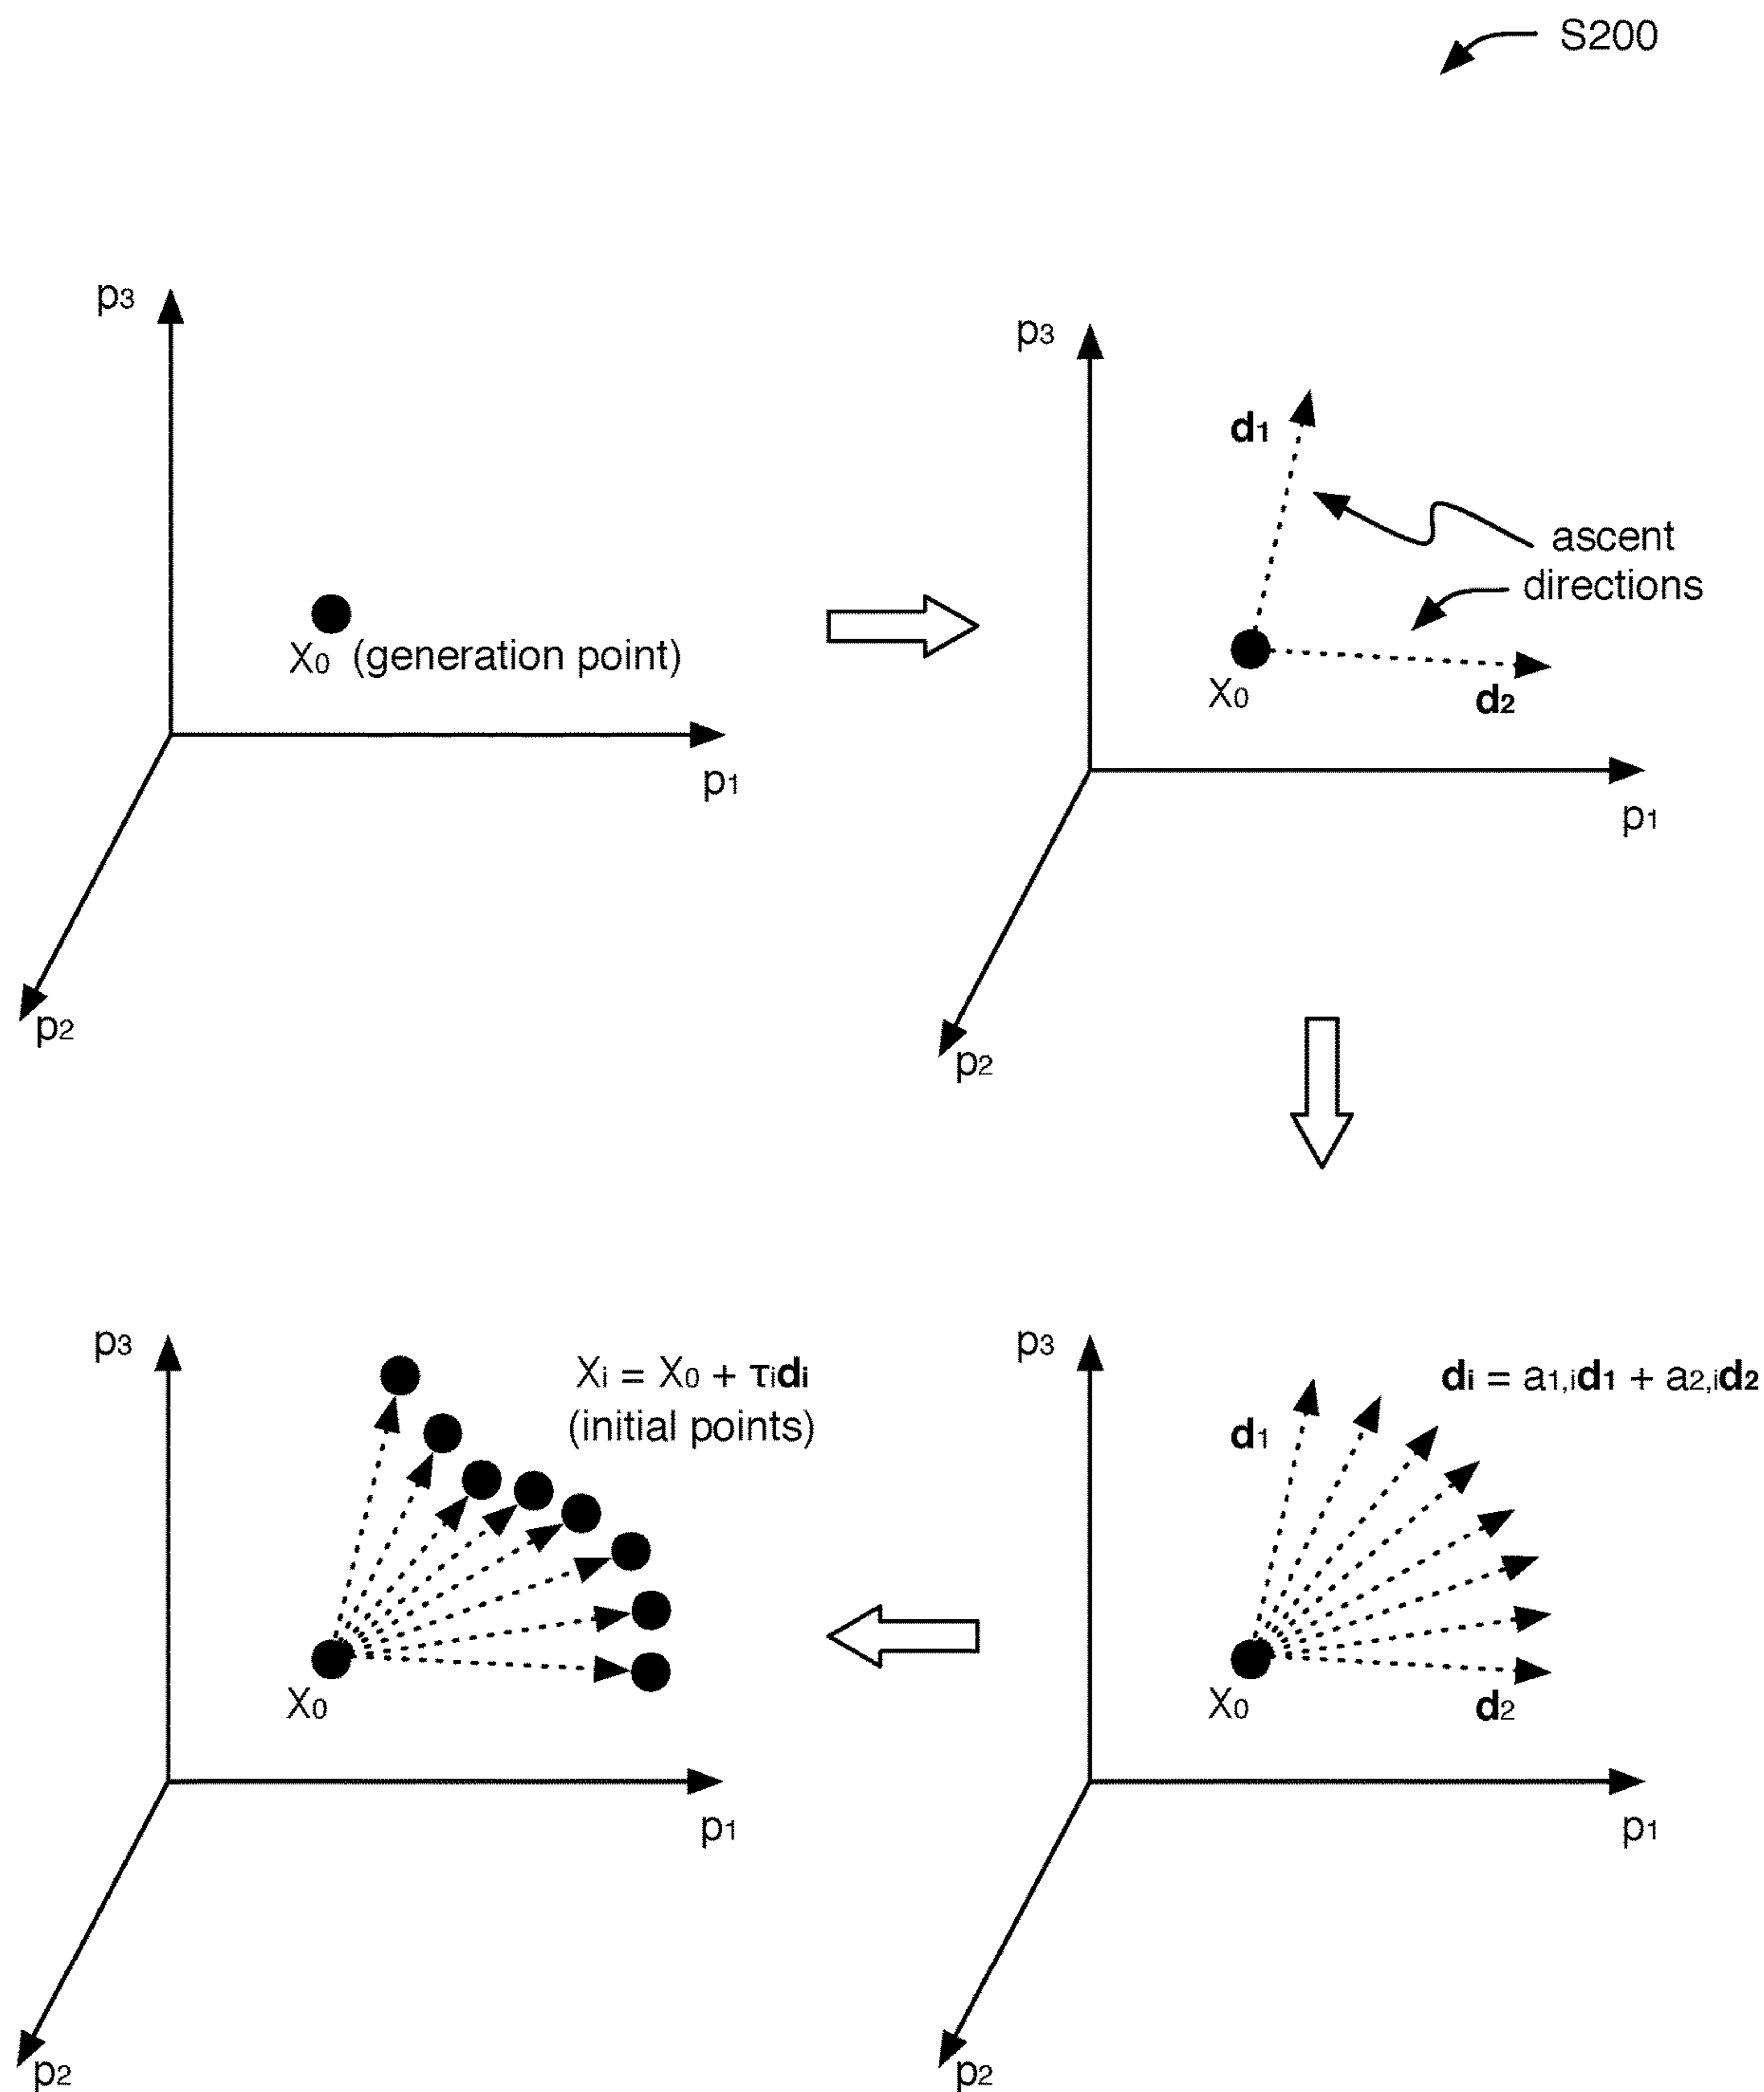 S200
p3
X0 (generation point)
p1
p2
p3
d1
ascent
directions
X0
d2
p1
p2
p3
Xi = X0 + τidi
(initial points)
X0
p1
p2
p3
di = a1,id1 + a2,id2
d1
X0
d2
p1
p2